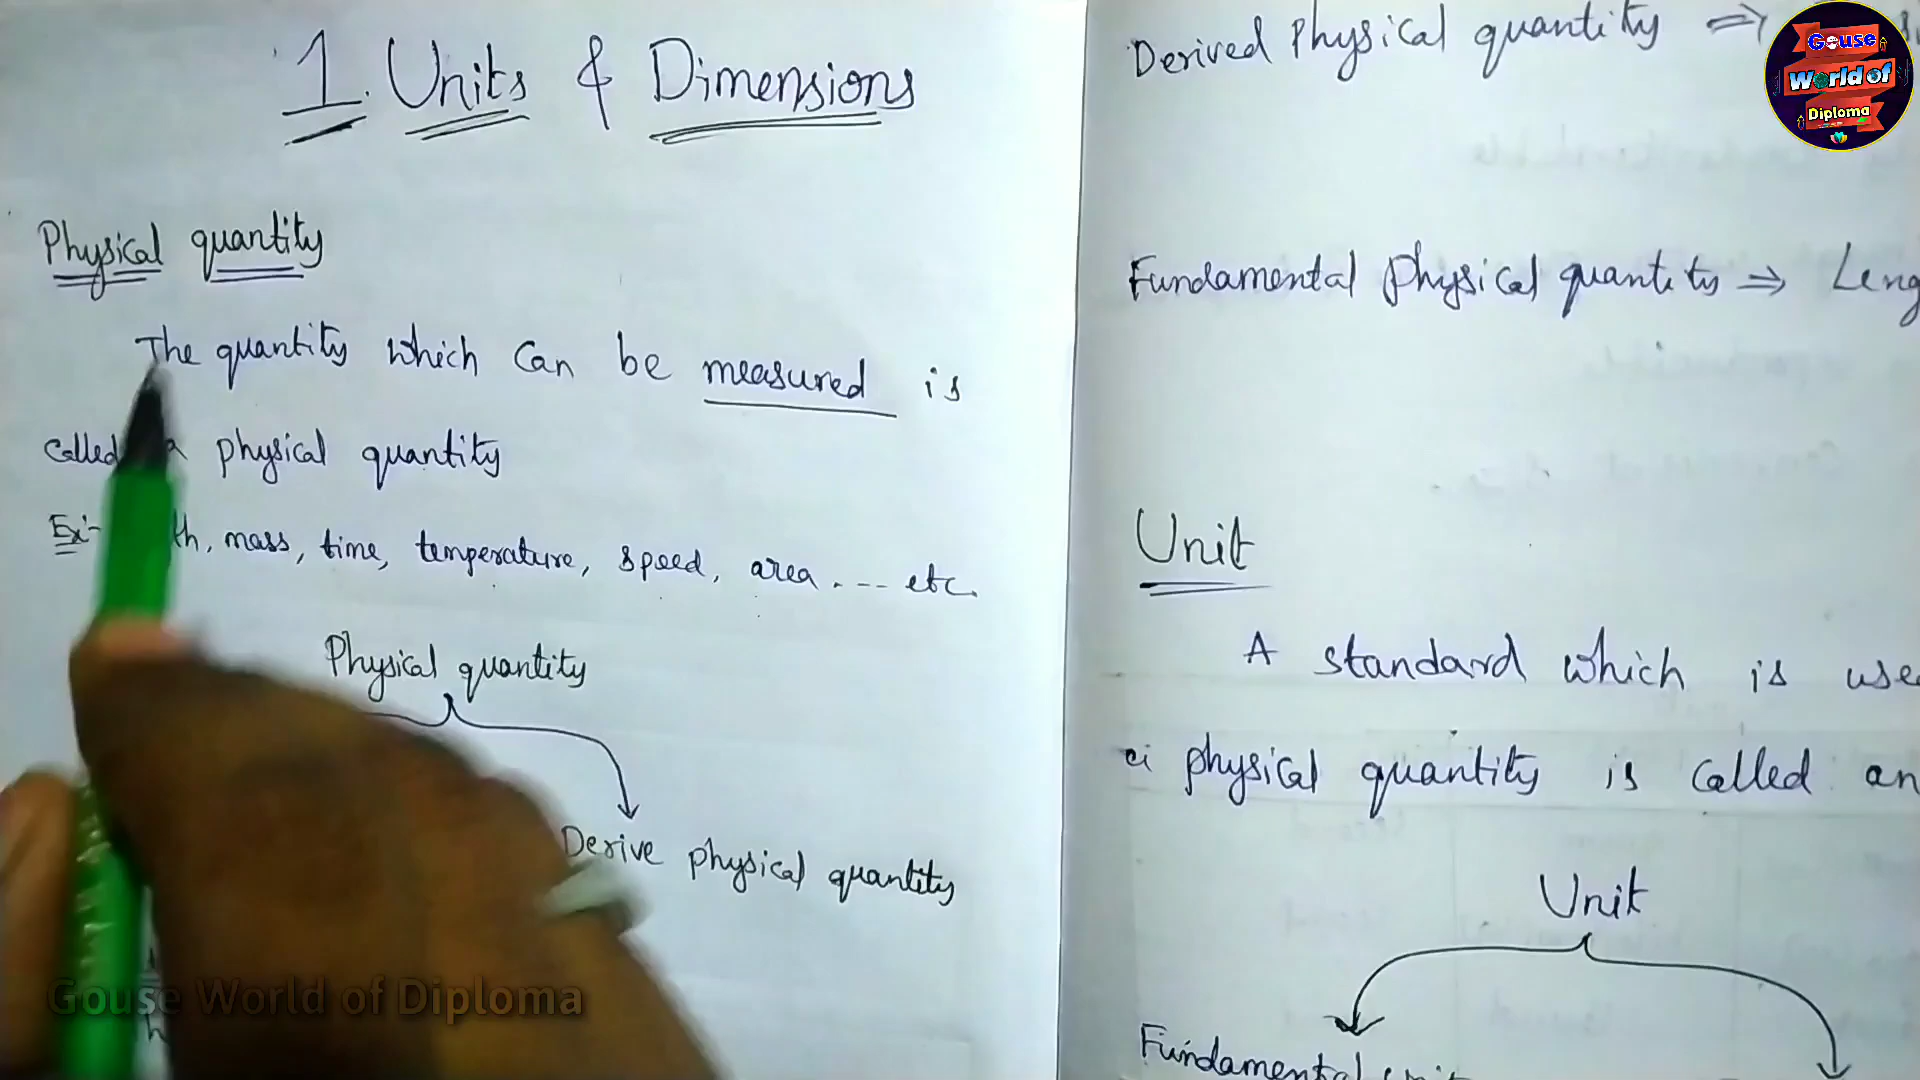 1. Units & Dimensions
Physical quantity
The quantity which can be measured is
called a physical quantity
Ex:- mass, time, temperature, speed, area . --- etc.
Physical quantity
Derive physical quantity
Derived physical quantity ⇒
Fundamental physical quantity ⇒ Leng
Unit
A standard which is use
a physical quantity is called an
Unit
Fundamental
Gouse
World of
Diploma
Gouse World of Diploma